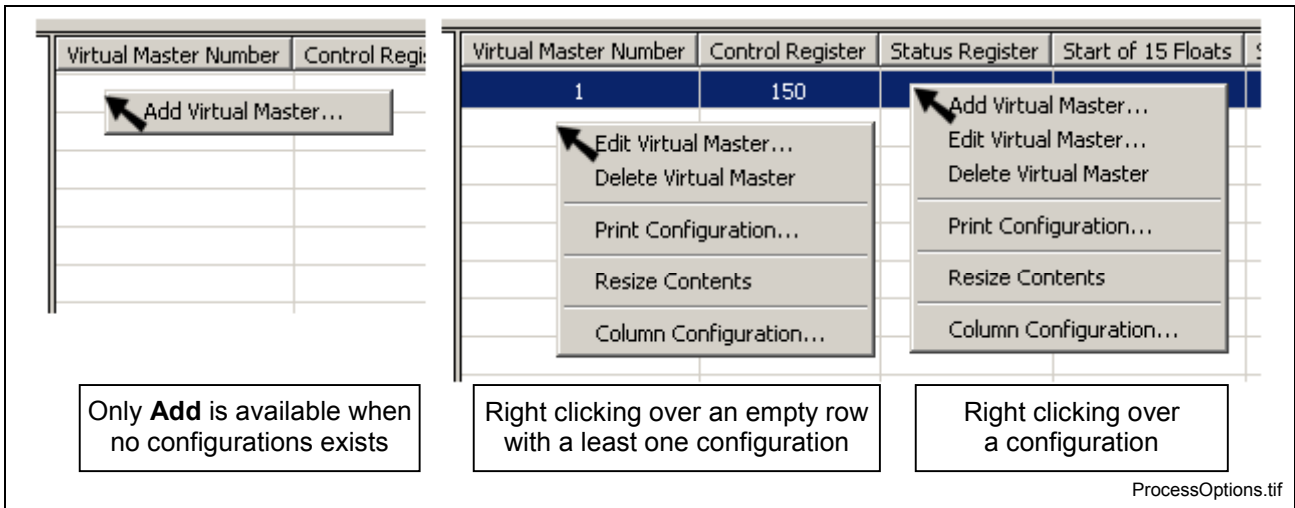 Virtual Master Number Control Regi
Add Virtual Master...
Only Add is available when
no configurations exists
Virtual Master Number Control Register Status Register Start of 15 Floats
1 150
Edit Virtual Master...
Delete Virtual Master
Print Configuration...
Resize Contents
Column Configuration...
Right clicking over an empty row
with a least one configuration
Add Virtual Master...
Edit Virtual Master...
Delete Virtual Master
Print Configuration...
Resize Contents
Column Configuration...
Right clicking over
a configuration
ProcessOptions.tif